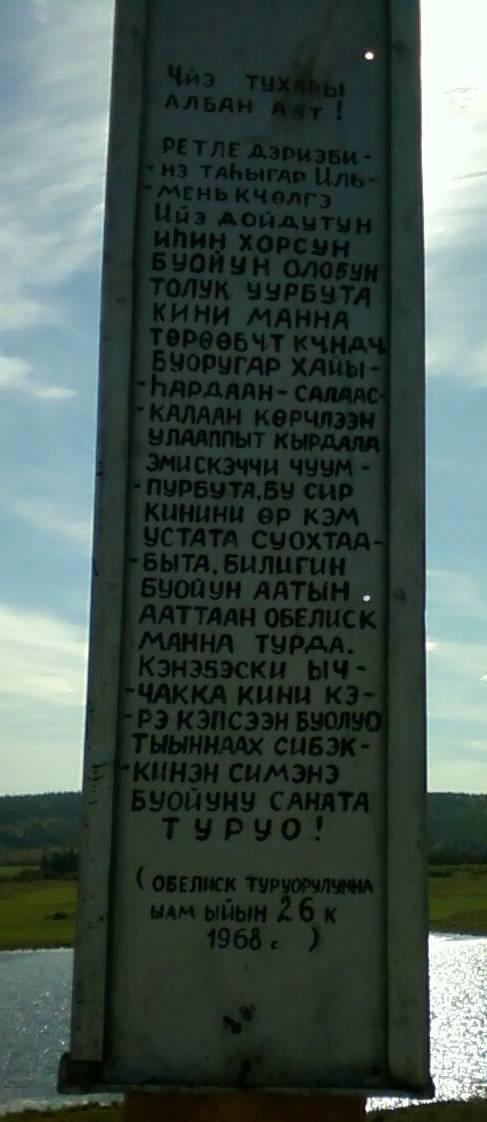 ЧЙЭ ТУХАРЫ
АЛБАН ААТ !
РЕТЛЕ ДЭРИЭБИ-
-НЭ ТАҺЫГАР ИЛЬ-
-МЕНЬ КЧӨЛГЭ
ИЙЭ ДОЙДУТУН
ИҺИН ХОРСУН
БУОЙУН ОЛОБУН
ТОЛУК УУРБУТА
КИНИ МАННА
ТӨРӨӨБЧТ КЧНДЧ
БУОРУГАР ХАЙЫ-
-ҺАРДААН-САЛААС-
-КАЛААН КӨРЧЛЭЭН
УЛААППЫТ КЫРДАЛА
ЭМИСКЭЧЧИ ЧУУМ-
-ПУРБУТА, БУ СИР
КИНИНИ ӨР КЭМ
УСТАТА СУОХТАА-
-БЫТА, БИЛИГИН
БУОЙУН ААТЫН
ААТТААН ОБЕЛИСК
МАННА ТУРДА.
КЭНЭБЭСКИ ЫЧ-
-ЧАККА КИНИ КЭ-
-РЭ КЭПСЭЭН БУОЛУО
ТЫЫННААХ СИБЭК-
-КИНЭН СИМЭНЭ
БУОЙУНУ САНАТА
ТУРУО!
(ОБЕЛИСК ТУРУОРУЛУННА
ЫАМ ЫЙЫН 26 К
1968 с )